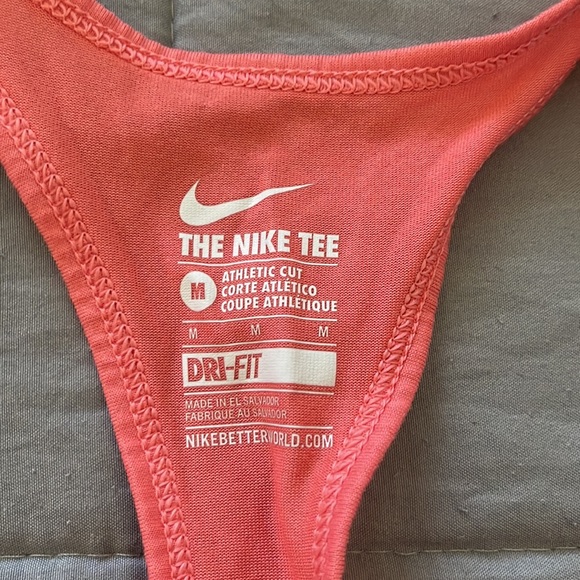 THE NIKE TEE
M
ATHLETIC CUT
CORTE ATLÉTICO
COUPE ATHLÉTIQUE
M M M
DRI-FIT
MADE IN EL SALVADOR
FABRIQUE AU SALVADOR
NIKEBETTERWORLD.COM